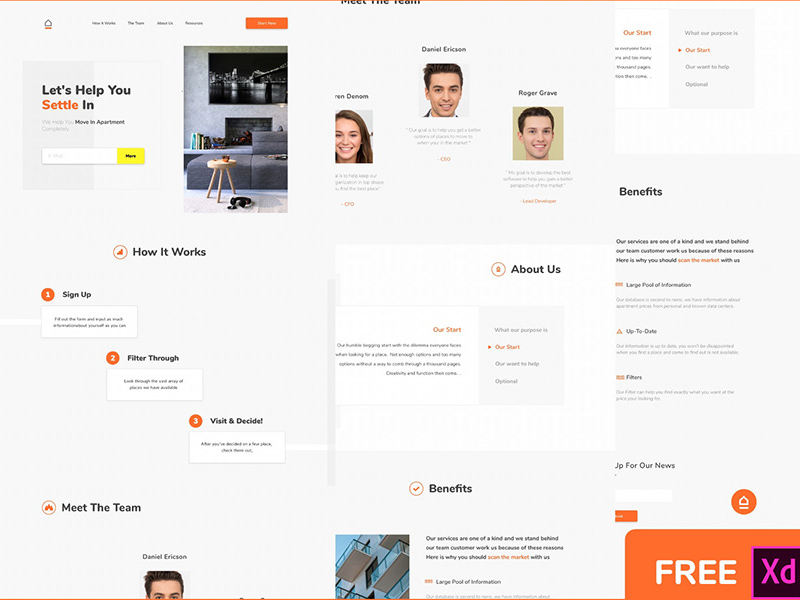 How It Works
The Team
About Us
Resources
Start Now
Let's Help You
Settle In
We Help You Move In Apartment
Completely.
E-Mail
More
How It Works
1
Sign Up
Fill out the form and input as much
informationabout yourself as you can.
2
Filter Through
Look through the vast array of
places we have available
3
Visit & Decide!
After you've decided on a few place,
check them out,
Meet The Team
Daniel Ericson
Meet The Team
Daniel Ericson
" Our goal is to help you get a better
options of places to move to
when your in the market "
- CEO
ren Denom
is to help keep our
organization in top shape
find the best place"
- CFO
Roger Grave
" My goal is to develop the best
software to help you gain a better
perspective of the market "
- Lead Developer
About Us
Our Start
Our humble begging start with the dilemma everyone faces
when looking for a place. Not enough options and too many
options without a way to comb through a thousand pages.
Creativity and function then coma. . .
What our purpose is
Our Start
Our want to help
Optional
Benefits
Our services are one of a kind and we stand behind
our team customer work us because of these reasons
Here is why you should scan the market with us
Large Pool of Information
Our database is second to none, we have information about
Our Start
a everyone faces
ns and too many
thousand pages.
tion then coma. . .
What our purpose is
Our Start
Our want to help
Optional
Benefits
Our services are one of a kind and we stand behind
our team customer work us because of these reasons
Here is why you should scan the market with us
Large Pool of Information
Our database is second to none, we have information about
apartment prices from personal and known data centers.
Up-To-Date
Our information is up to date, you won't be disappointed
when you find a place and come to find out is not available.
Filters
Our Filter can help you find exactly what you want at the
price your looking for.
Up For Our News
FREE
Xd